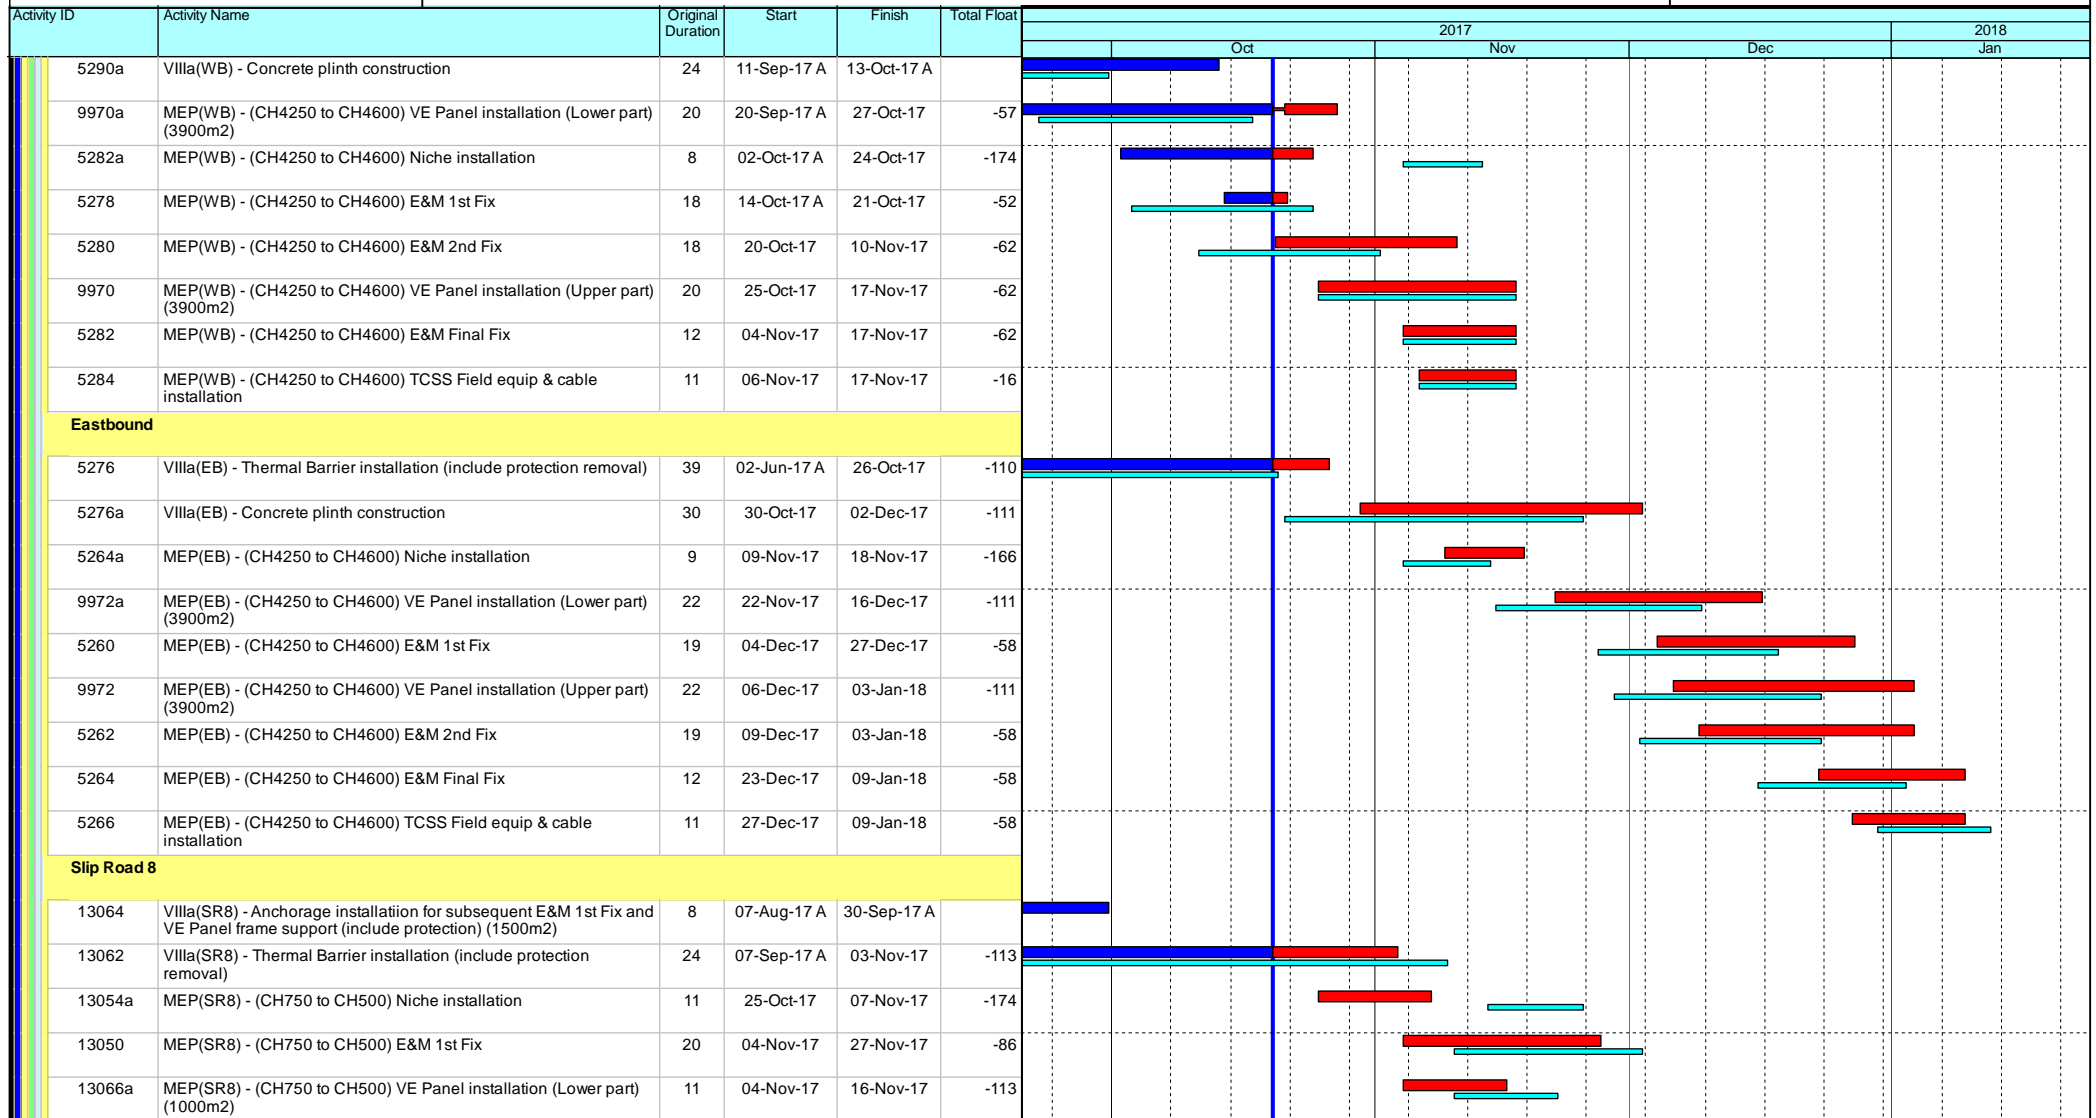 Activity ID Activity Name Original Start Finish Total Float
Duration
2017 2018
Oct Nov Dec Jan
5290a VIIIa(WB) - Concrete plinth construction 24 11-Sep-17 A 13-Oct-17 A
9970a MEP(WB) - (CH4250 to CH4600) VE Panel installation (Lower part) 20 20-Sep-17 A 27-Oct-17 -57
(3900m2)
5282a MEP(WB) - (CH4250 to CH4600) Niche installation 8 02-Oct-17 A 24-Oct-17 -174
5278 MEP(WB) - (CH4250 to CH4600) E&M 1st Fix 18 14-Oct-17 A 21-Oct-17 -52
5280 MEP(WB) - (CH4250 to CH4600) E&M 2nd Fix 18 20-Oct-17 10-Nov-17 -62
9970 MEP(WB) - (CH4250 to CH4600) VE Panel installation (Upper part) 20 25-Oct-17 17-Nov-17 -62
(3900m2)
5282 MEP(WB) - (CH4250 to CH4600) E&M Final Fix 12 04-Nov-17 17-Nov-17 -62
5284 MEP(WB) - (CH4250 to CH4600) TCSS Field equip & cable 11 06-Nov-17 17-Nov-17 -16
installation
Eastbound
5276 VIIIa(EB) - Thermal Barrier installation (include protection removal) 39 02-Jun-17 A 26-Oct-17 -110
5276a VIIIa(EB) - Concrete plinth construction 30 30-Oct-17 02-Dec-17 -111
5264a MEP(EB) - (CH4250 to CH4600) Niche installation 9 09-Nov-17 18-Nov-17 -166
9972a MEP(EB) - (CH4250 to CH4600) VE Panel installation (Lower part) 22 22-Nov-17 16-Dec-17 -111
(3900m2)
5260 MEP(EB) - (CH4250 to CH4600) E&M 1st Fix 19 04-Dec-17 27-Dec-17 -58
9972 MEP(EB) - (CH4250 to CH4600) VE Panel installation (Upper part) 22 06-Dec-17 03-Jan-18 -111
(3900m2)
5262 MEP(EB) - (CH4250 to CH4600) E&M 2nd Fix 19 09-Dec-17 03-Jan-18 -58
5264 MEP(EB) - (CH4250 to CH4600) E&M Final Fix 12 23-Dec-17 09-Jan-18 -58
5266 MEP(EB) - (CH4250 to CH4600) TCSS Field equip & cable 11 27-Dec-17 09-Jan-18 -58
installation
Slip Road 8
13064 VIIIa(SR8) - Anchorage installatiion for subsequent E&M 1st Fix and 8 07-Aug-17 A 30-Sep-17 A
VE Panel frame support (include protection) (1500m2)
13062 VIIIa(SR8) - Thermal Barrier installation (include protection 24 07-Sep-17 A 03-Nov-17 -113
removal)
13054a MEP(SR8) - (CH750 to CH500) Niche installation 11 25-Oct-17 07-Nov-17 -174
13050 MEP(SR8) - (CH750 to CH500) E&M 1st Fix 20 04-Nov-17 27-Nov-17 -86
13066a MEP(SR8) - (CH750 to CH500) VE Panel installation (Lower part) 11 04-Nov-17 16-Nov-17 -113
(1000m2)